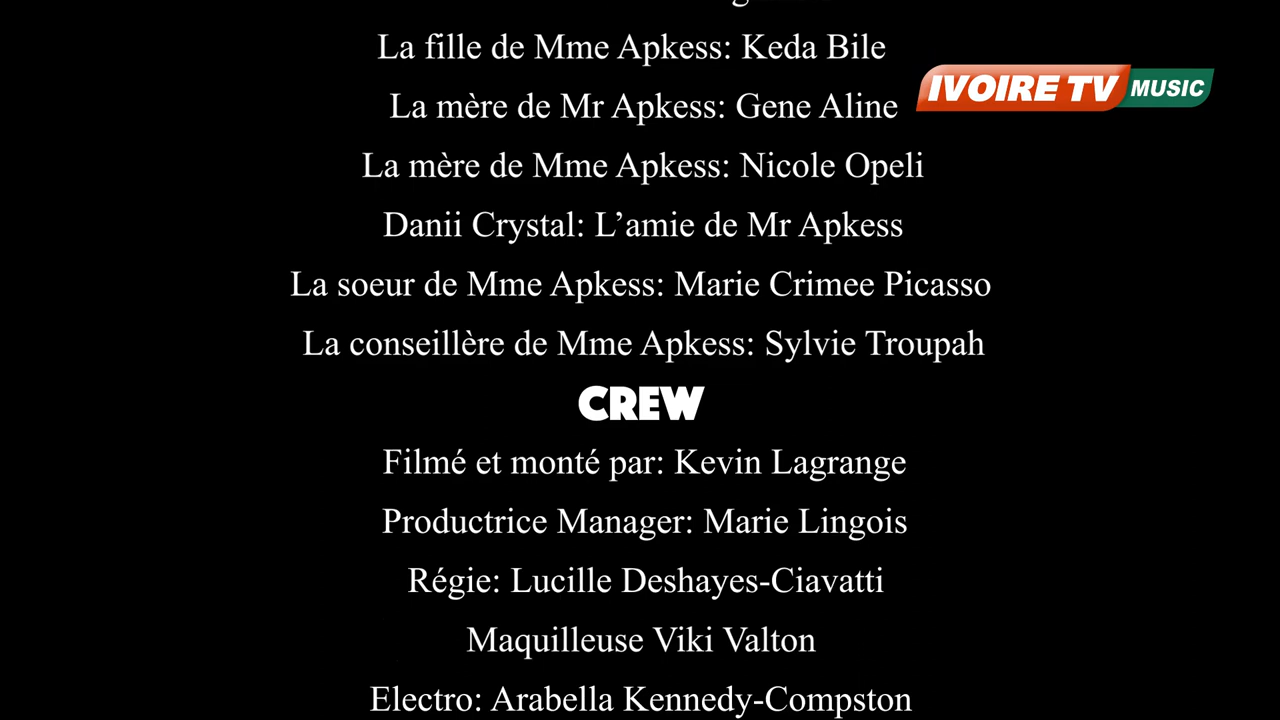 La fille de Mme Apkess: Keda Bile
IVOIRE TV MUSIC
La mère de Mr Apkess: Gene Aline
La mère de Mme Apkess: Nicole Opeli
Danii Crystal: L’amie de Mr Apkess
La soeur de Mme Apkess: Marie Crimee Picasso
La conseillère de Mme Apkess: Sylvie Troupah
CREW
Filmé et monté par: Kevin Lagrange
Productrice Manager: Marie Lingois
Régie: Lucille Deshayes-Ciavatti
Maquilleuse Viki Valton
Electro: Arabella Kennedy-Compston